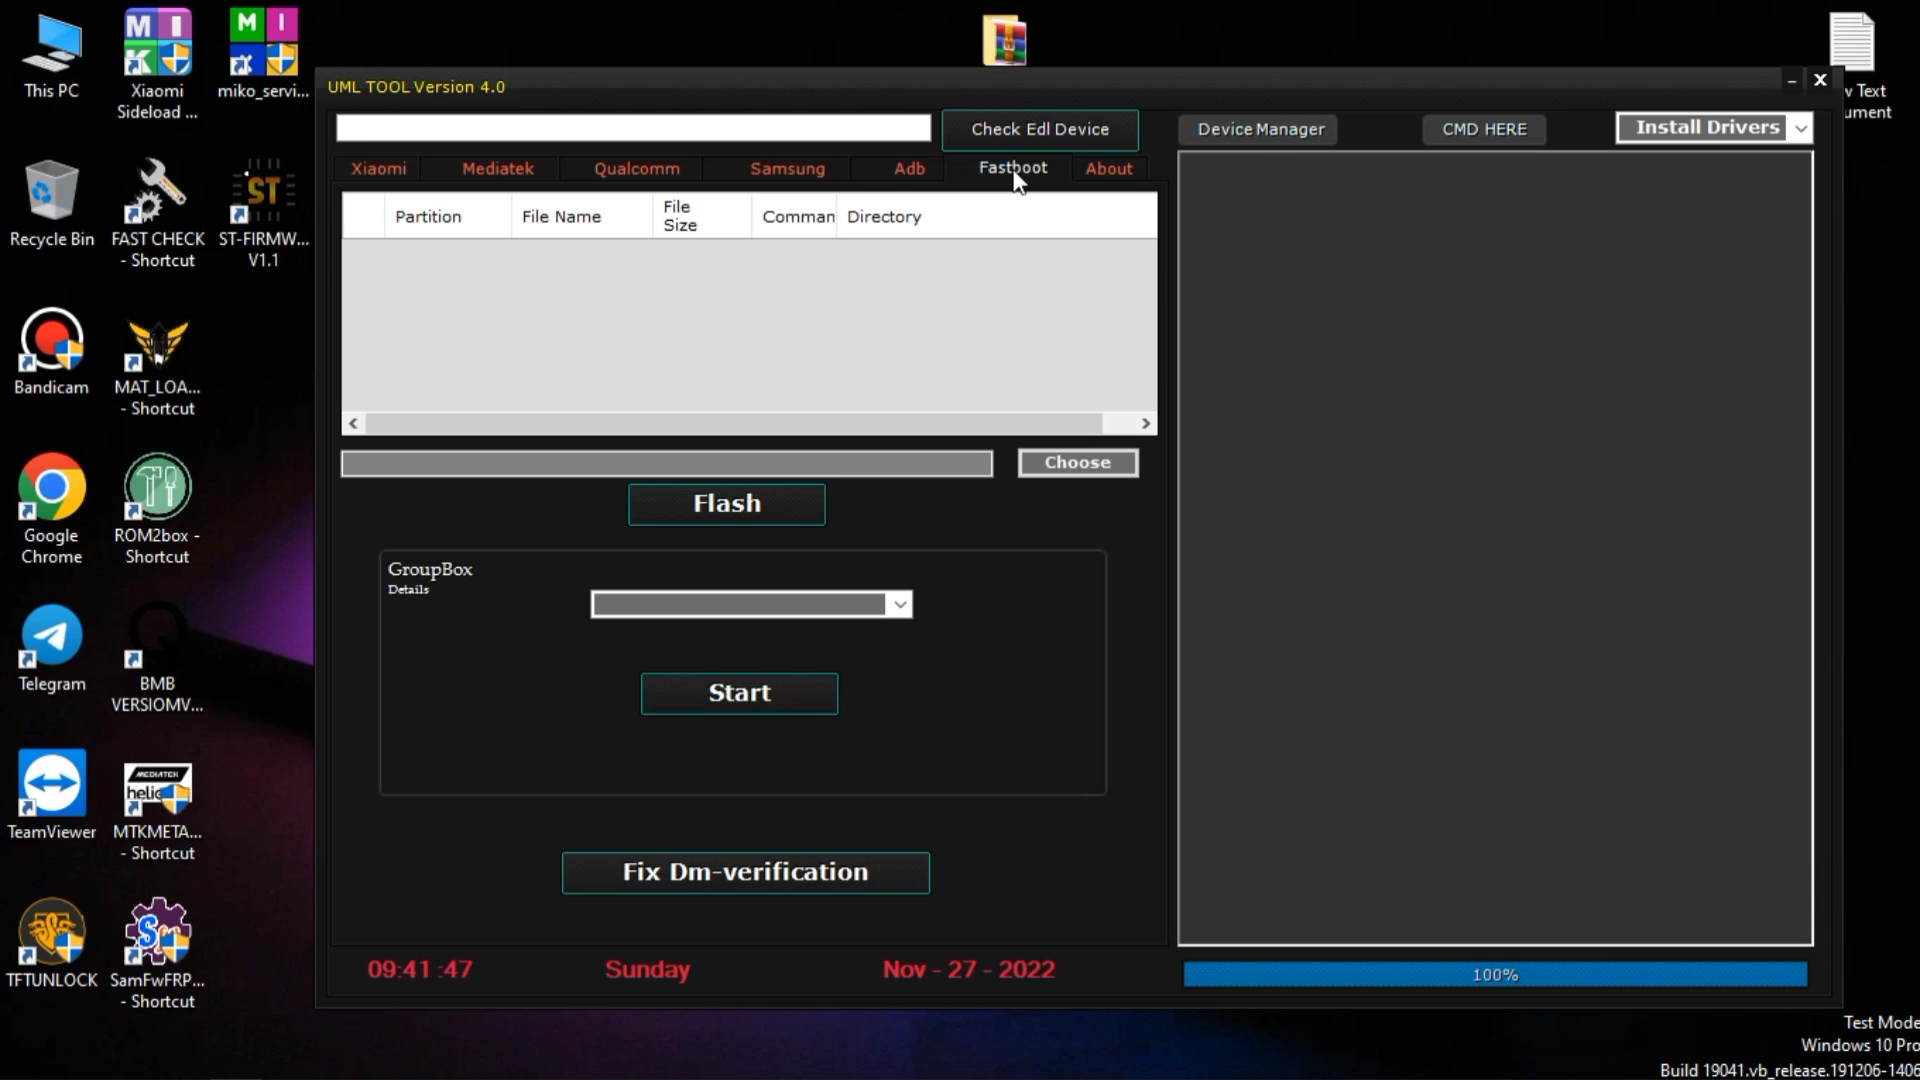 This PC
Xiaomi
Sideload ...
miko_servi...
Recycle Bin
FAST CHECK
- Shortcut
ST-FIRMW...
V1.1
Bandicam
MAT_LOA...
- Shortcut
Google
Chrome
ROM2box -
Shortcut
Telegram
BMB
VERSIOMV...
TeamViewer
MTKMETA...
- Shortcut
TFTUNLOCK
SamFwFRP...
- Shortcut
UML TOOL Version 4.0
– X
Check Edl Device
Device Manager
CMD HERE
Install Drivers
Xiaomi
Mediatek
Qualcomm
Samsung
Adb
Fastboot
About
Partition
File Name
File
Size
Comman
Directory
Choose
Flash
GroupBox
Details
Start
Fix Dm-verification
09:41 :47
Sunday
Nov - 27 - 2022
100%
v Text
ument
Test Mode
Windows 10 Pro
Build 19041.vb_release.191206-1406